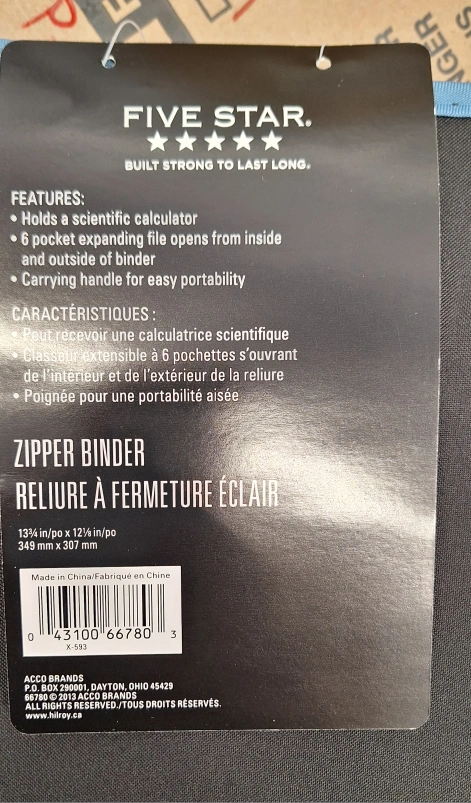 NGER
FIVE STAR.
BUILT STRONG TO LAST LONG.
FEATURES:
• Holds a scientific calculator
• 6 pocket expanding file opens from inside
and outside of binder
• Carrying handle for easy portability
CARACTÉRISTIQUES :
• Peut recevoir une calculatrice scientifique
• Classeur extensible à 6 pochettes s'ouvrant
de l'intérieur et de l'extérieur de la reliure
• Poignée pour une portabilité aisée
ZIPPER BINDER
RELIURE À FERMETURE ÉCLAIR
13¾ in/po x 12⅛ in/po
349 mm x 307 mm
Made in China/Fabriqué en Chine
0 43100 66780 3
X-593
ACCO BRANDS
P.O. BOX 290001, DAYTON, OHIO 45429
66780 © 2013 ACCO BRANDS
ALL RIGHTS RESERVED./TOUS DROITS RÉSERVÉS.
www.hilroy.ca